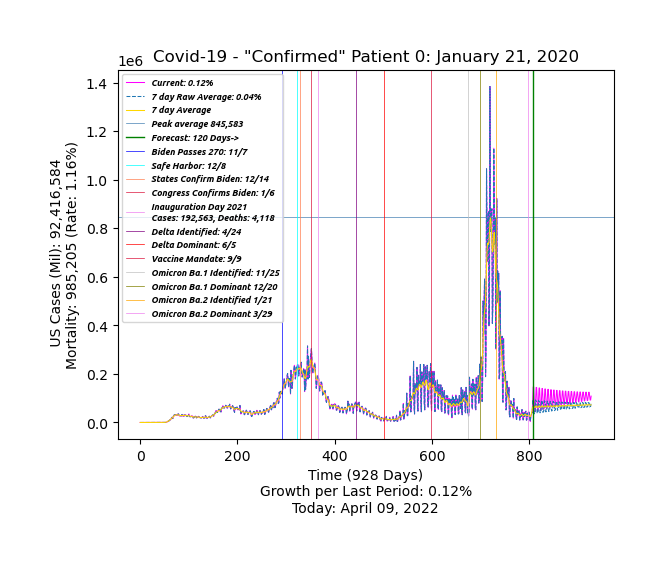 Covid-19 - "Confirmed" Patient 0: January 21, 2020
1e6
1.4
1.2
1.0
0.8
0.6
0.4
0.2
0.0
US Cases (Mil): 92,416,584
Mortality: 985,205 (Rate: 1.16%)
Current: 0.12%
7 day Raw Average: 0.04%
7 day Average
Peak average 845,583
Forecast: 120 Days->
Biden Passes 270: 11/7
Safe Harbor: 12/8
States Confirm Biden: 12/14
Congress Confirms Biden: 1/6
Inauguration Day 2021
Cases: 192,563, Deaths: 4,118
Delta Identified: 4/24
Delta Dominant: 6/5
Vaccine Mandate: 9/9
Omicron Ba.1 Identified: 11/25
Omicron Ba.1 Dominant 12/20
Omicron Ba.2 Identified 1/21
Omicron Ba.2 Dominant 3/29
0 200 400 600 800
Time (928 Days)
Growth per Last Period: 0.12%
Today: April 09, 2022